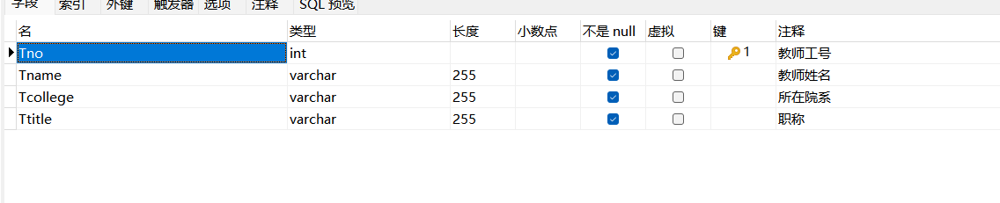 字段 索引 外键 触发器 选项 注释 SQL 预览
名 类型 长度 小数点 不是 null 虚拟 键 注释
Tno int 1 教师工号
Tname varchar 255 教师姓名
Tcollege varchar 255 所在院系
Ttitle varchar 255 职称